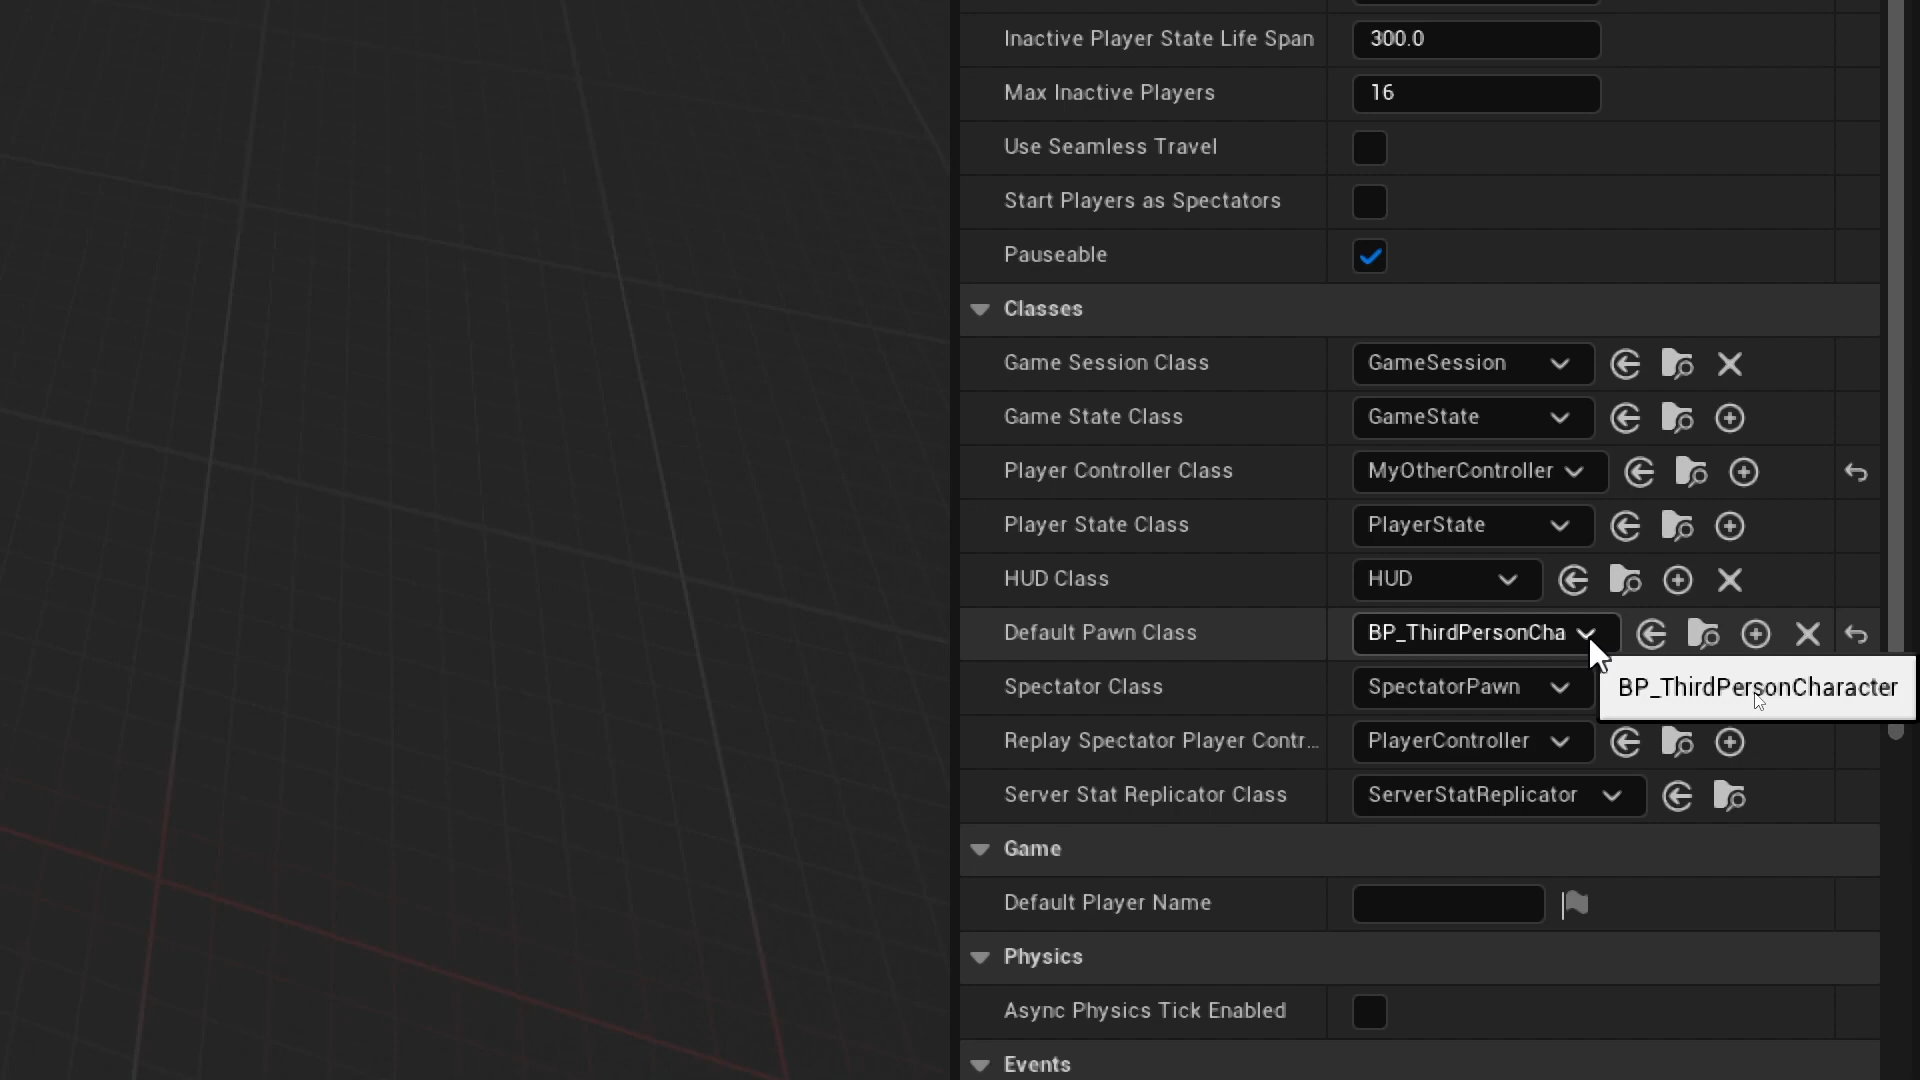 Inactive Player State Life Span 300.0
Max Inactive Players 16
Use Seamless Travel
Start Players as Spectators
Pauseable
Classes
Game Session Class GameSession
Game State Class GameState
Player Controller Class MyOtherController
Player State Class PlayerState
HUD Class HUD
Default Pawn Class BP_ThirdPersonCha
BP_ThirdPersonCharacter
Spectator Class SpectatorPawn
Replay Spectator Player Contr... PlayerController
Server Stat Replicator Class ServerStatReplicator
Game
Default Player Name
Physics
Async Physics Tick Enabled
Events